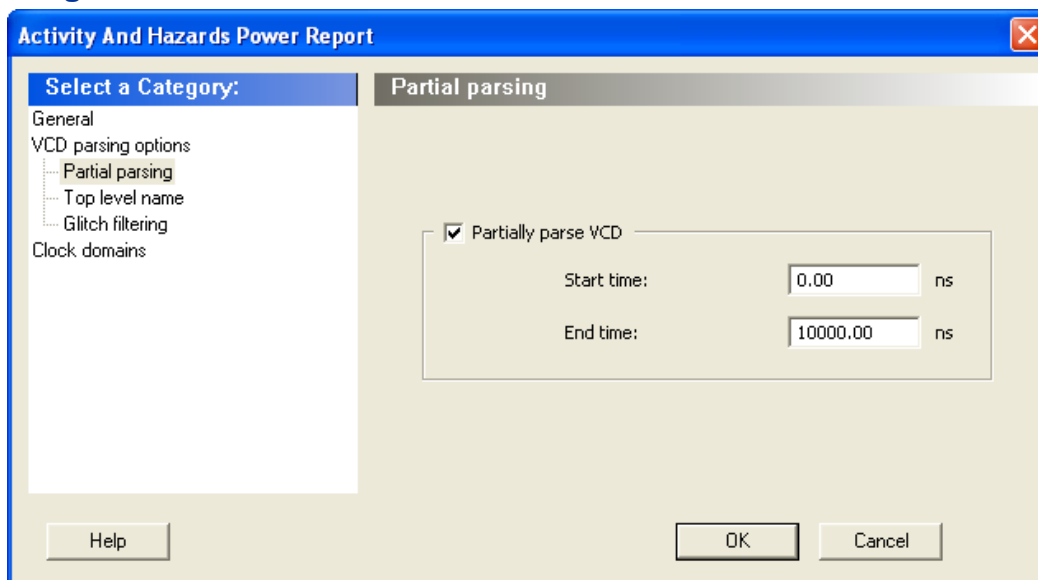 Activity And Hazards Power Report
Select a Category:
General
VCD parsing options
Partial parsing
Top level name
Glitch filtering
Clock domains
Partial parsing
Partially parse VCD
Start time: 0.00 ns
End time: 10000.00 ns
Help OK Cancel